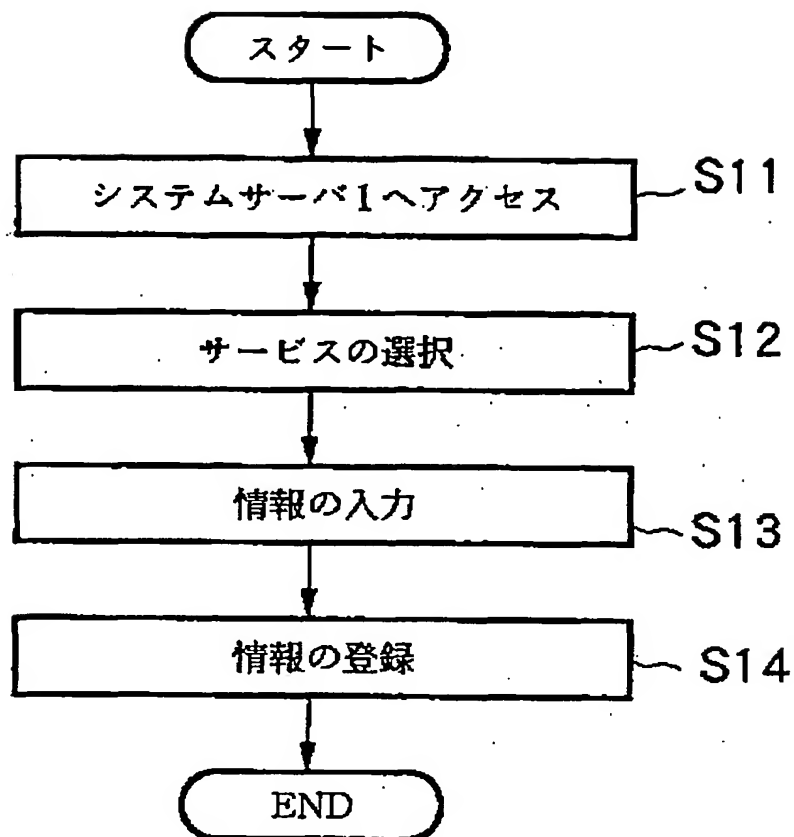 スタート
システムサーバ1へアクセス
S11
サービスの選択
S12
情報の入力
S13
情報の登録
S14
END